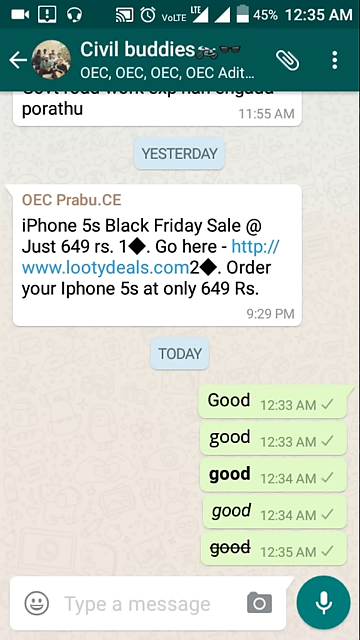 VoLTE LTE 45% 12:35 AM
Civil buddies
OEC, OEC, OEC, OEC Adit...
porathu
11:55 AM
YESTERDAY
OEC Prabu.CE
iPhone 5s Black Friday Sale @
Just 649 rs. 1◆. Go here - http://
www.lootydeals.com2◆. Order
your Iphone 5s at only 649 Rs.
9:29 PM
TODAY
Good 12:33 AM
good 12:33 AM
good 12:34 AM
good 12:34 AM
good 12:35 AM
Type a message